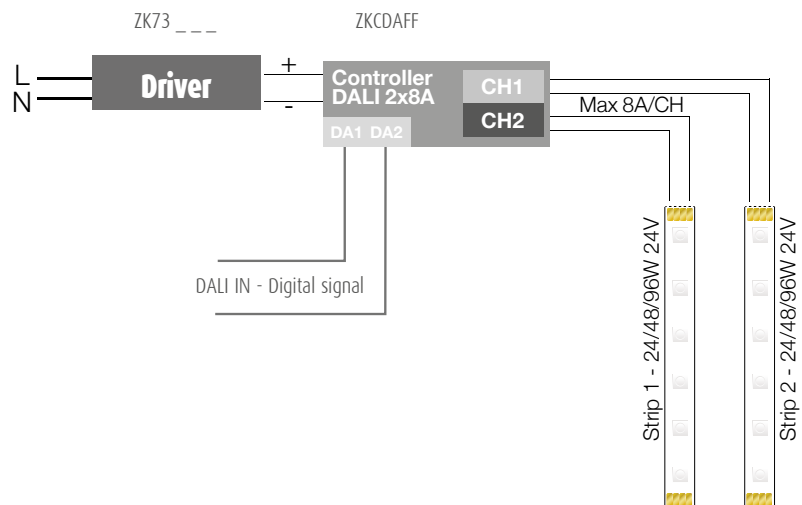 ZK73 _ _ _
ZKCDAFF
L
N
Driver
+
-
Controller
DALI 2x8A
CH1
CH2
DA1 DA2
Max 8A/CH
DALI IN - Digital signal
Strip 1 - 24/48/96W 24V
Strip 2 - 24/48/96W 24V